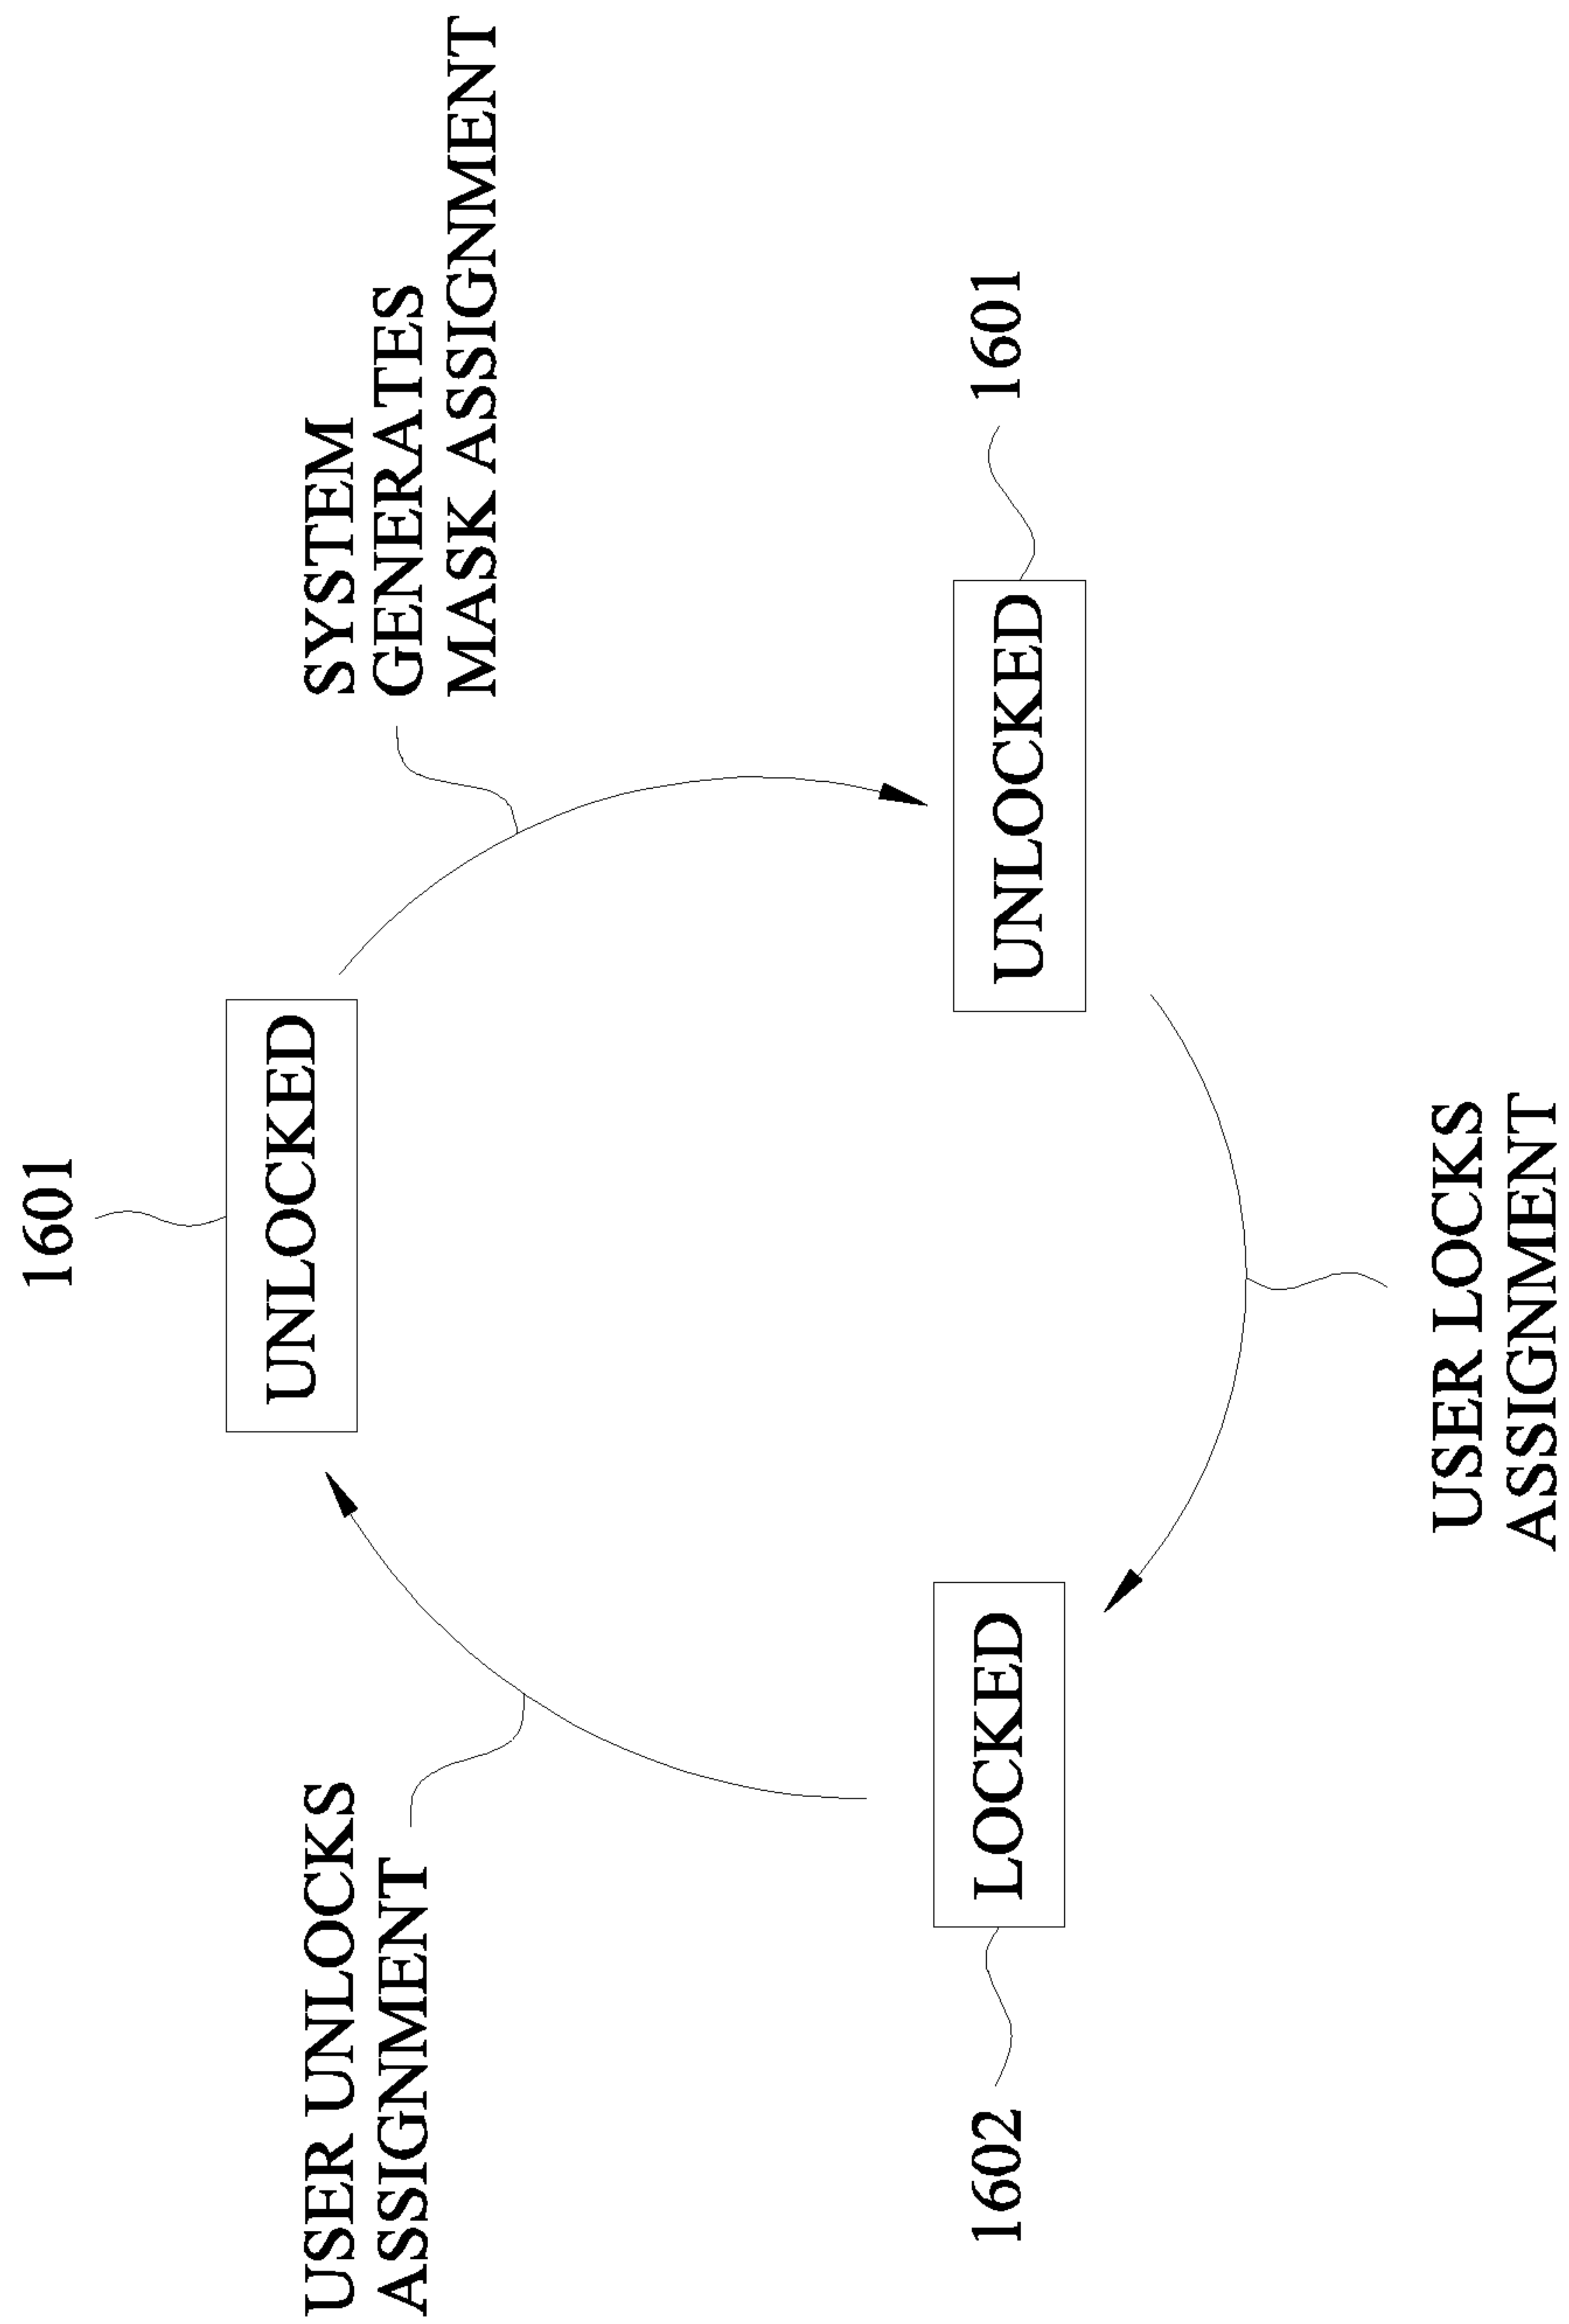 1601
UNLOCKED
USER UNLOCKS
ASSIGNMENT
SYSTEM
GENERATES
MASK ASSIGNMENT
1602
LOCKED
UNLOCKED
1601
USER LOCKS
ASSIGNMENT